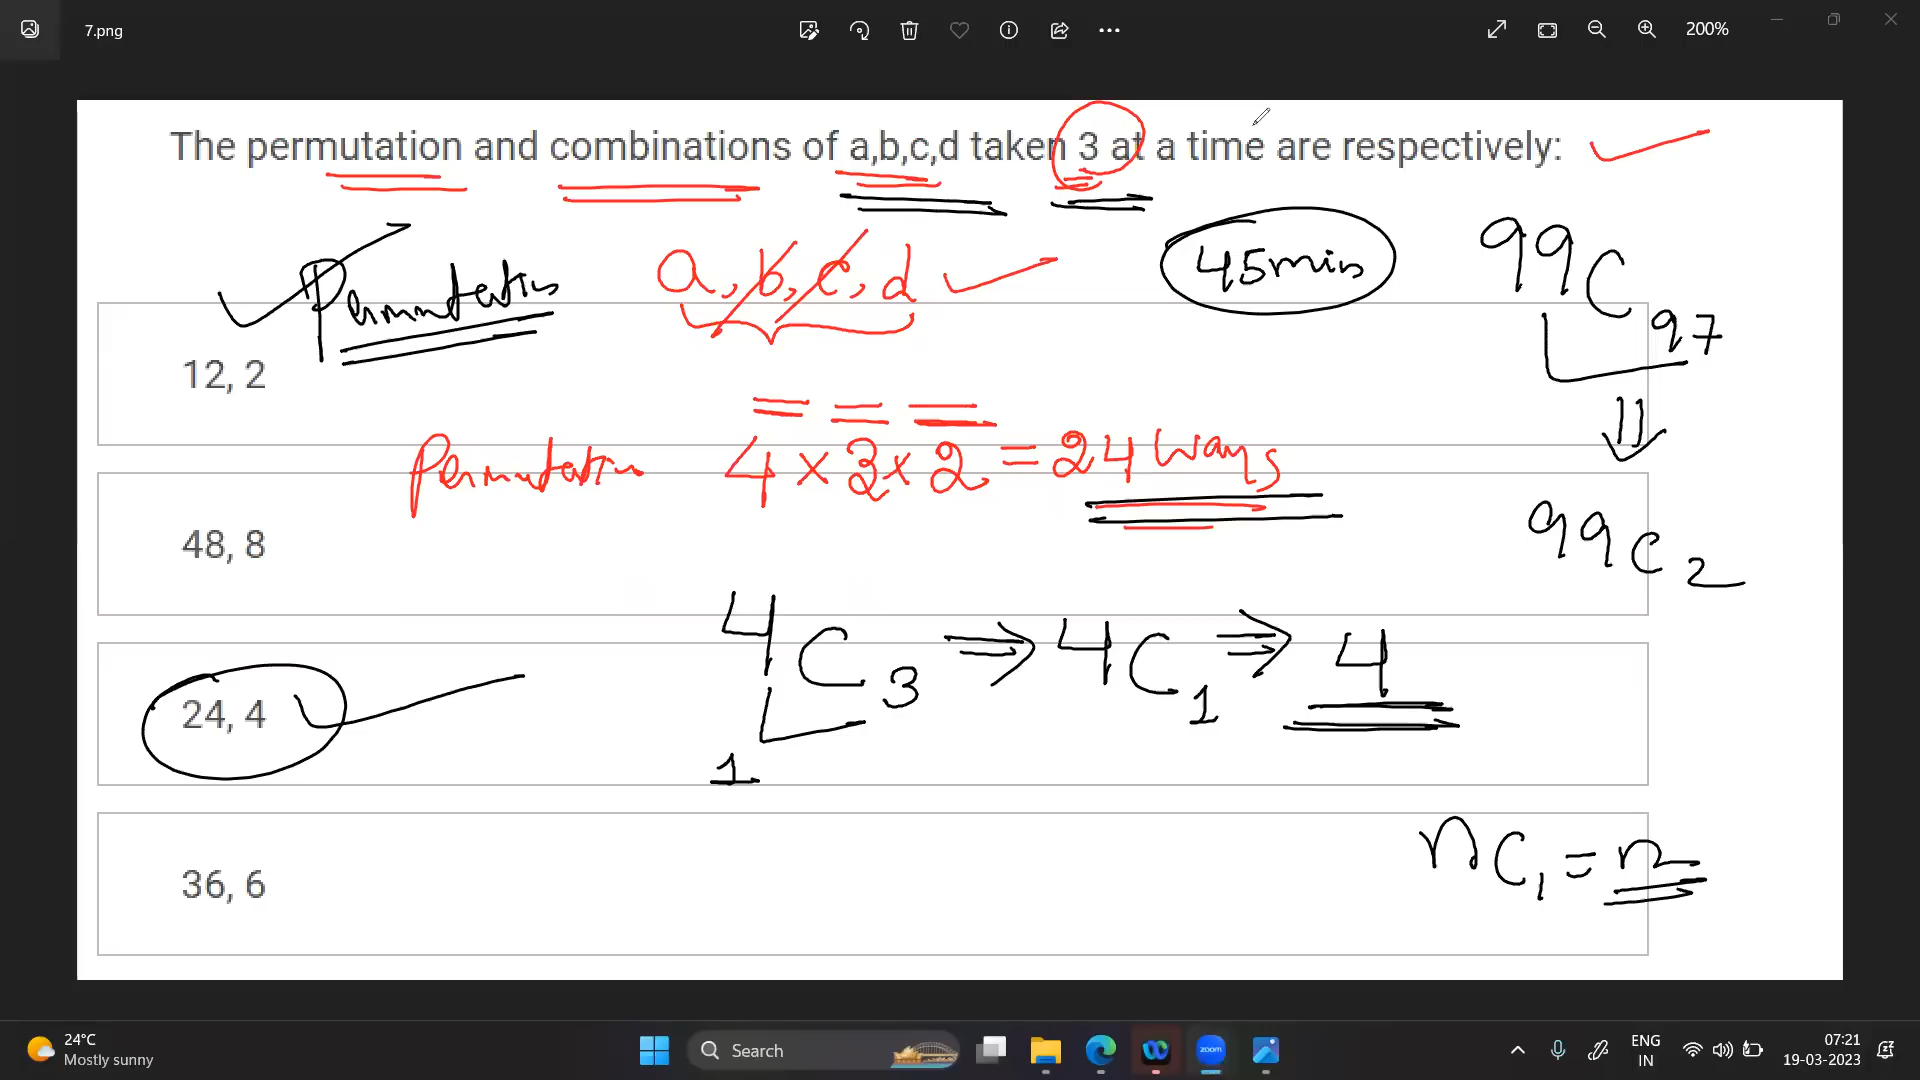 7.png
200%
The permutation and combinations of a,b,c,d taken 3 at a time are respectively:
Permutation a, b, c, d 45min 99C97
12, 2
Permutation 4 × 3 × 2 = 24 Ways
48, 8
99C2
4C3 ⇒ 4C1 ⇒ 4
24, 4
1
nC1 = n
36, 6
24°C
Mostly sunny
Search
zoom
ENG
IN
07:21
19-03-2023